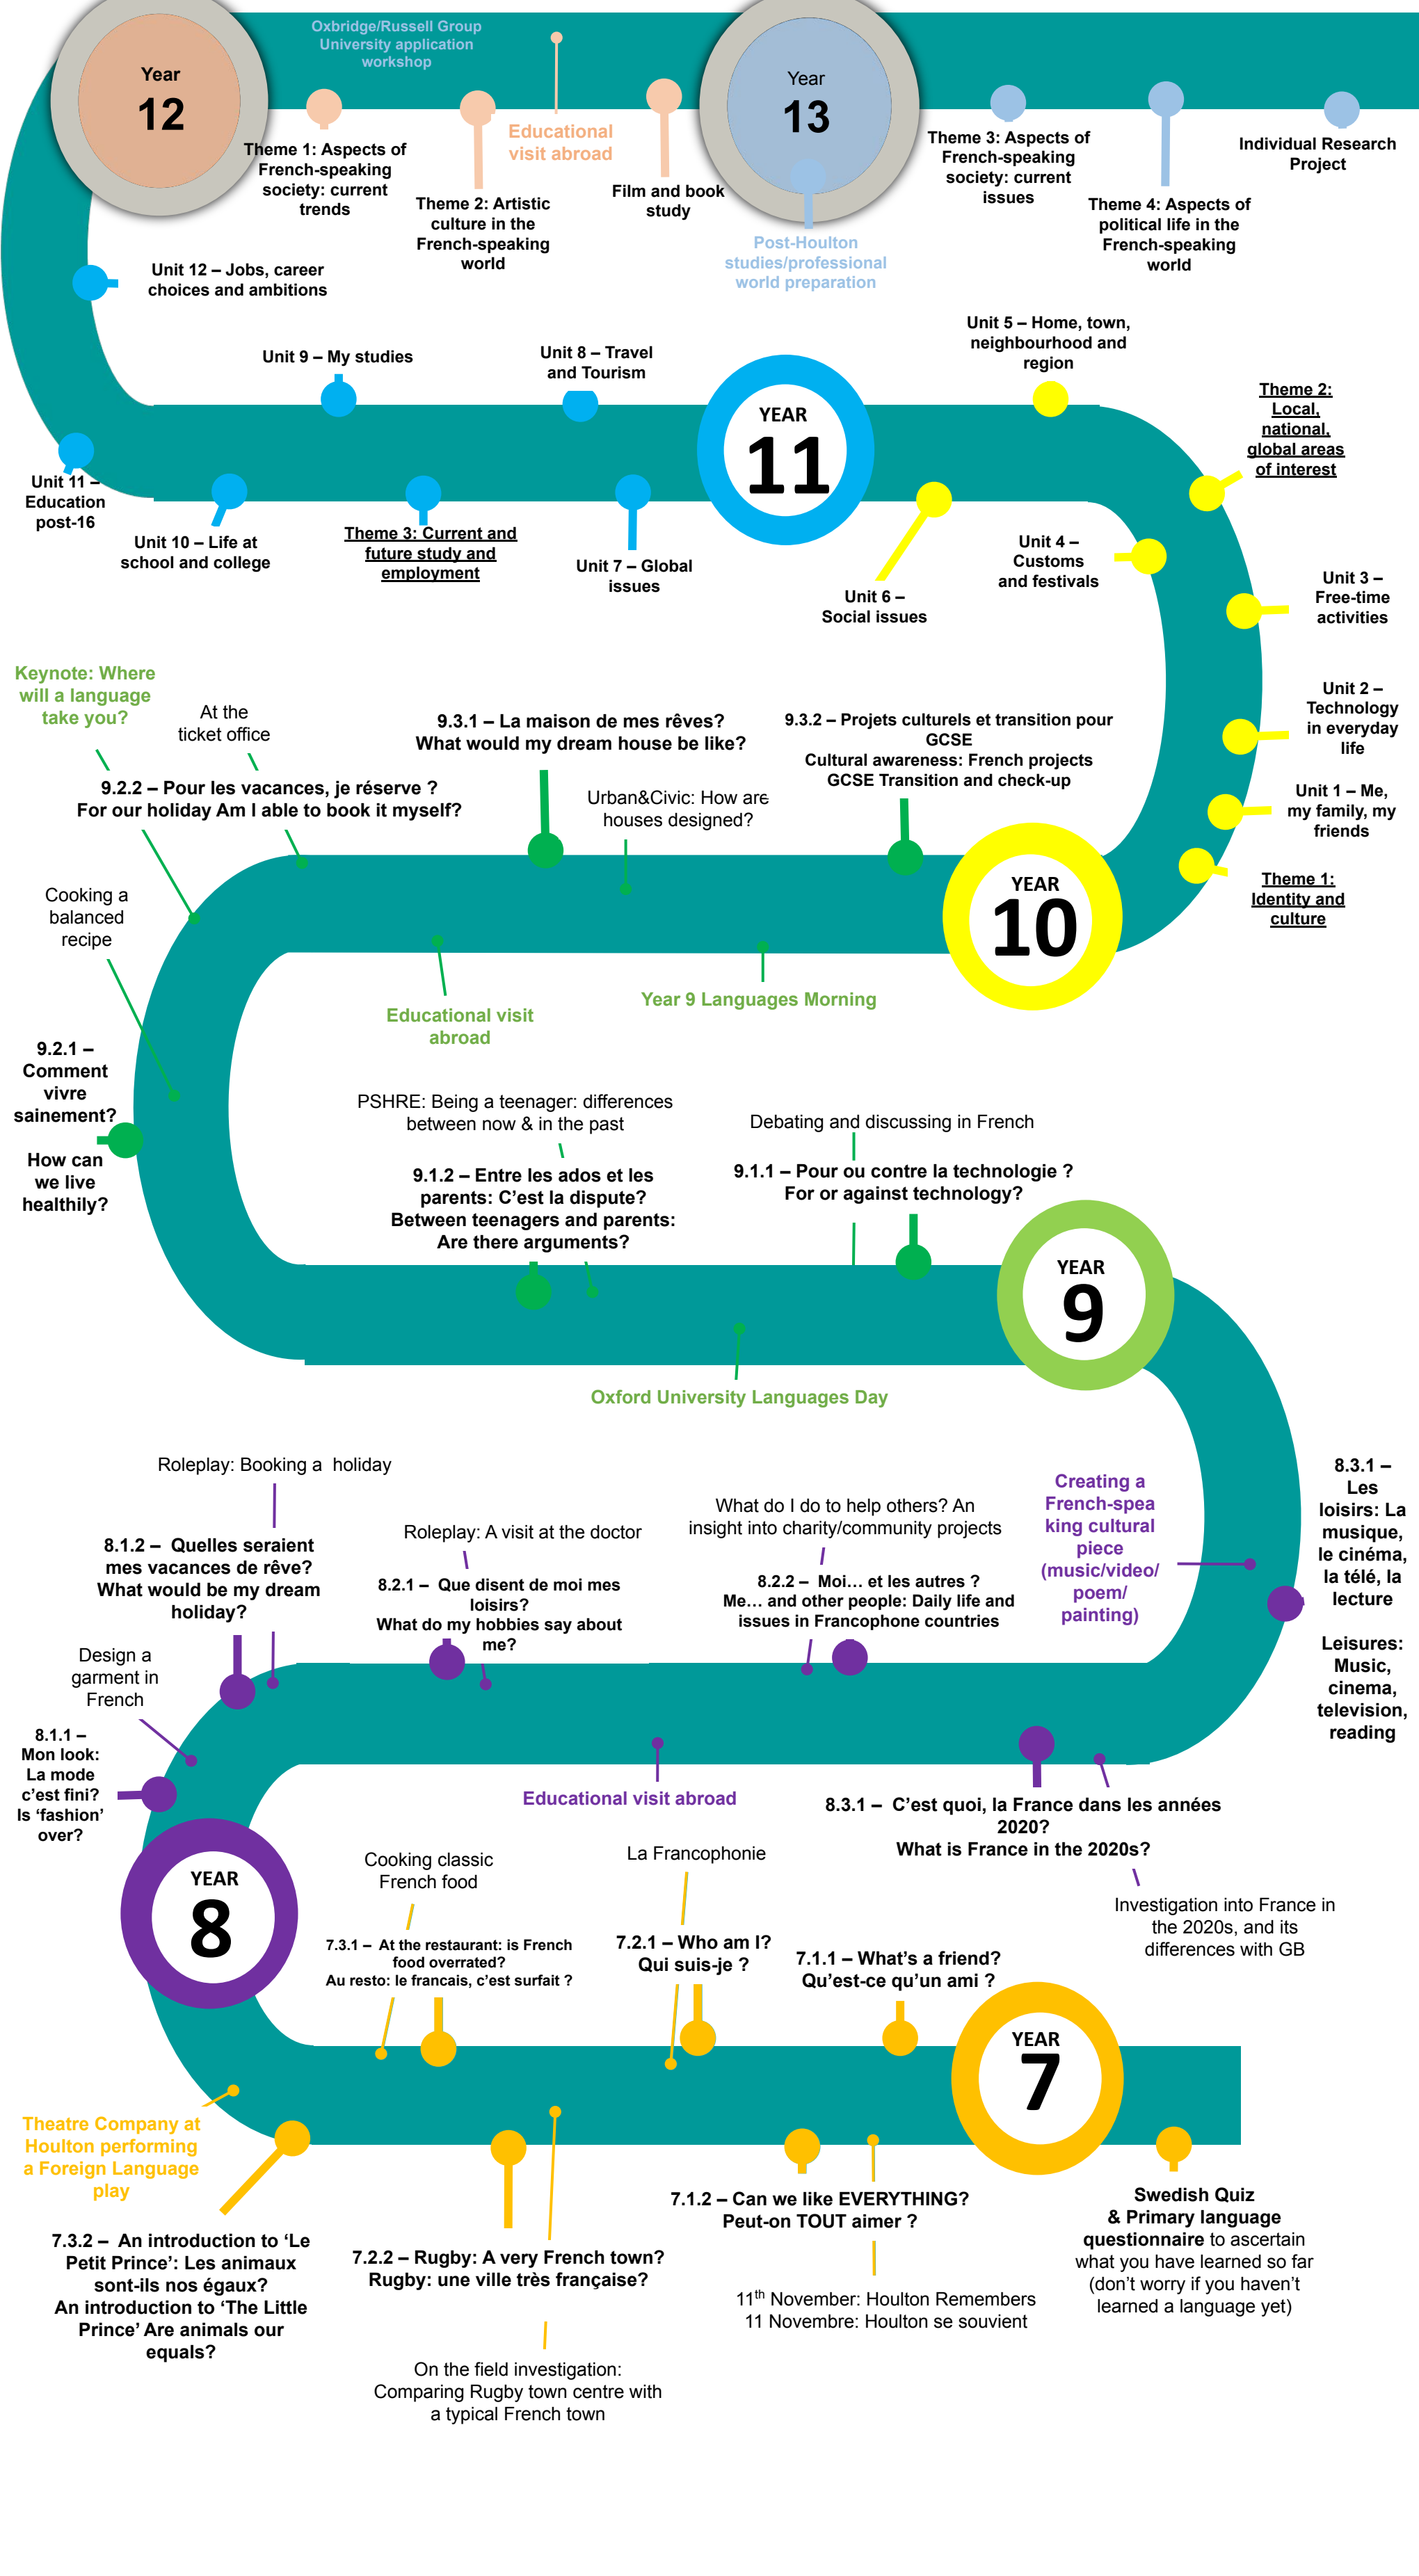 Oxbridge/Russell Group
University application
workshop
Year
12
Year
13
Theme 1: Aspects of
French-speaking
society: current
trends
Theme 2: Artistic
culture in the
French-speaking
world
Educational
visit abroad
Film and book
study
Post-Houlton
studies/professional
world preparation
Theme 3: Aspects of
French-speaking
society: current
issues
Theme 4: Aspects of
political life in the
French-speaking
world
Individual Research
Project
Unit 12 – Jobs, career
choices and ambitions
Unit 9 – My studies
Unit 8 – Travel
and Tourism
Unit 5 – Home, town,
neighbourhood and
region
Theme 2:
Local,
national,
global areas
of interest
YEAR
11
Unit 11 –
Education
post-16
Unit 10 – Life at
school and college
Theme 3: Current and
future study and
employment
Unit 7 – Global
issues
Unit 6 –
Social issues
Unit 4 –
Customs
and festivals
Unit 3 –
Free-time
activities
Unit 2 –
Technology
in everyday
life
Unit 1 – Me,
my family, my
friends
Theme 1:
Identity and
culture
Keynote: Where
will a language
take you?
At the
ticket office
9.2.2 – Pour les vacances, je réserve ?
For our holiday Am I able to book it myself?
9.3.1 – La maison de mes rêves?
What would my dream house be like?
Urban&Civic: How are
houses designed?
9.3.2 – Projets culturels et transition pour
GCSE
Cultural awareness: French projects
GCSE Transition and check-up
YEAR
10
Cooking a
balanced
recipe
Educational visit
abroad
Year 9 Languages Morning
9.2.1 –
Comment
vivre
sainement?
How can
we live
healthily?
PSHRE: Being a teenager: differences
between now & in the past
9.1.2 – Entre les ados et les
parents: C’est la dispute?
Between teenagers and parents:
Are there arguments?
Debating and discussing in French
9.1.1 – Pour ou contre la technologie ?
For or against technology?
YEAR
9
Oxford University Languages Day
Roleplay: Booking a holiday
8.1.2 – Quelles seraient
mes vacances de rêve?
What would be my dream
holiday?
Roleplay: A visit at the doctor
8.2.1 – Que disent de moi mes
loisirs?
What do my hobbies say about
me?
What do I do to help others? An
insight into charity/community projects
8.2.2 – Moi… et les autres ?
Me… and other people: Daily life and
issues in Francophone countries
Creating a
French-spea
king cultural
piece
(music/video/
poem/
painting)
8.3.1 –
Les
loisirs: La
musique,
le cinéma,
la télé, la
lecture
Leisures:
Music,
cinema,
television,
reading
Design a
garment in
French
8.1.1 –
Mon look:
La mode
c’est fini?
Is ‘fashion’
over?
Educational visit abroad
8.3.1 – C’est quoi, la France dans les années
2020?
What is France in the 2020s?
Investigation into France in
the 2020s, and its
differences with GB
YEAR
8
Cooking classic
French food
7.3.1 – At the restaurant: is French
food overrated?
Au resto: le francais, c’est surfait ?
La Francophonie
7.2.1 – Who am I?
Qui suis-je ?
7.1.1 – What’s a friend?
Qu’est-ce qu’un ami ?
YEAR
7
Theatre Company at
Houlton performing
a Foreign Language
play
7.3.2 – An introduction to ‘Le
Petit Prince’: Les animaux
sont-ils nos égaux?
An introduction to ‘The Little
Prince’ Are animals our
equals?
7.2.2 – Rugby: A very French town?
Rugby: une ville très française?
On the field investigation:
Comparing Rugby town centre with
a typical French town
7.1.2 – Can we like EVERYTHING?
Peut-on TOUT aimer ?
11th November: Houlton Remembers
11 Novembre: Houlton se souvient
Swedish Quiz
& Primary language
questionnaire to ascertain
what you have learned so far
(don’t worry if you haven’t
learned a language yet)